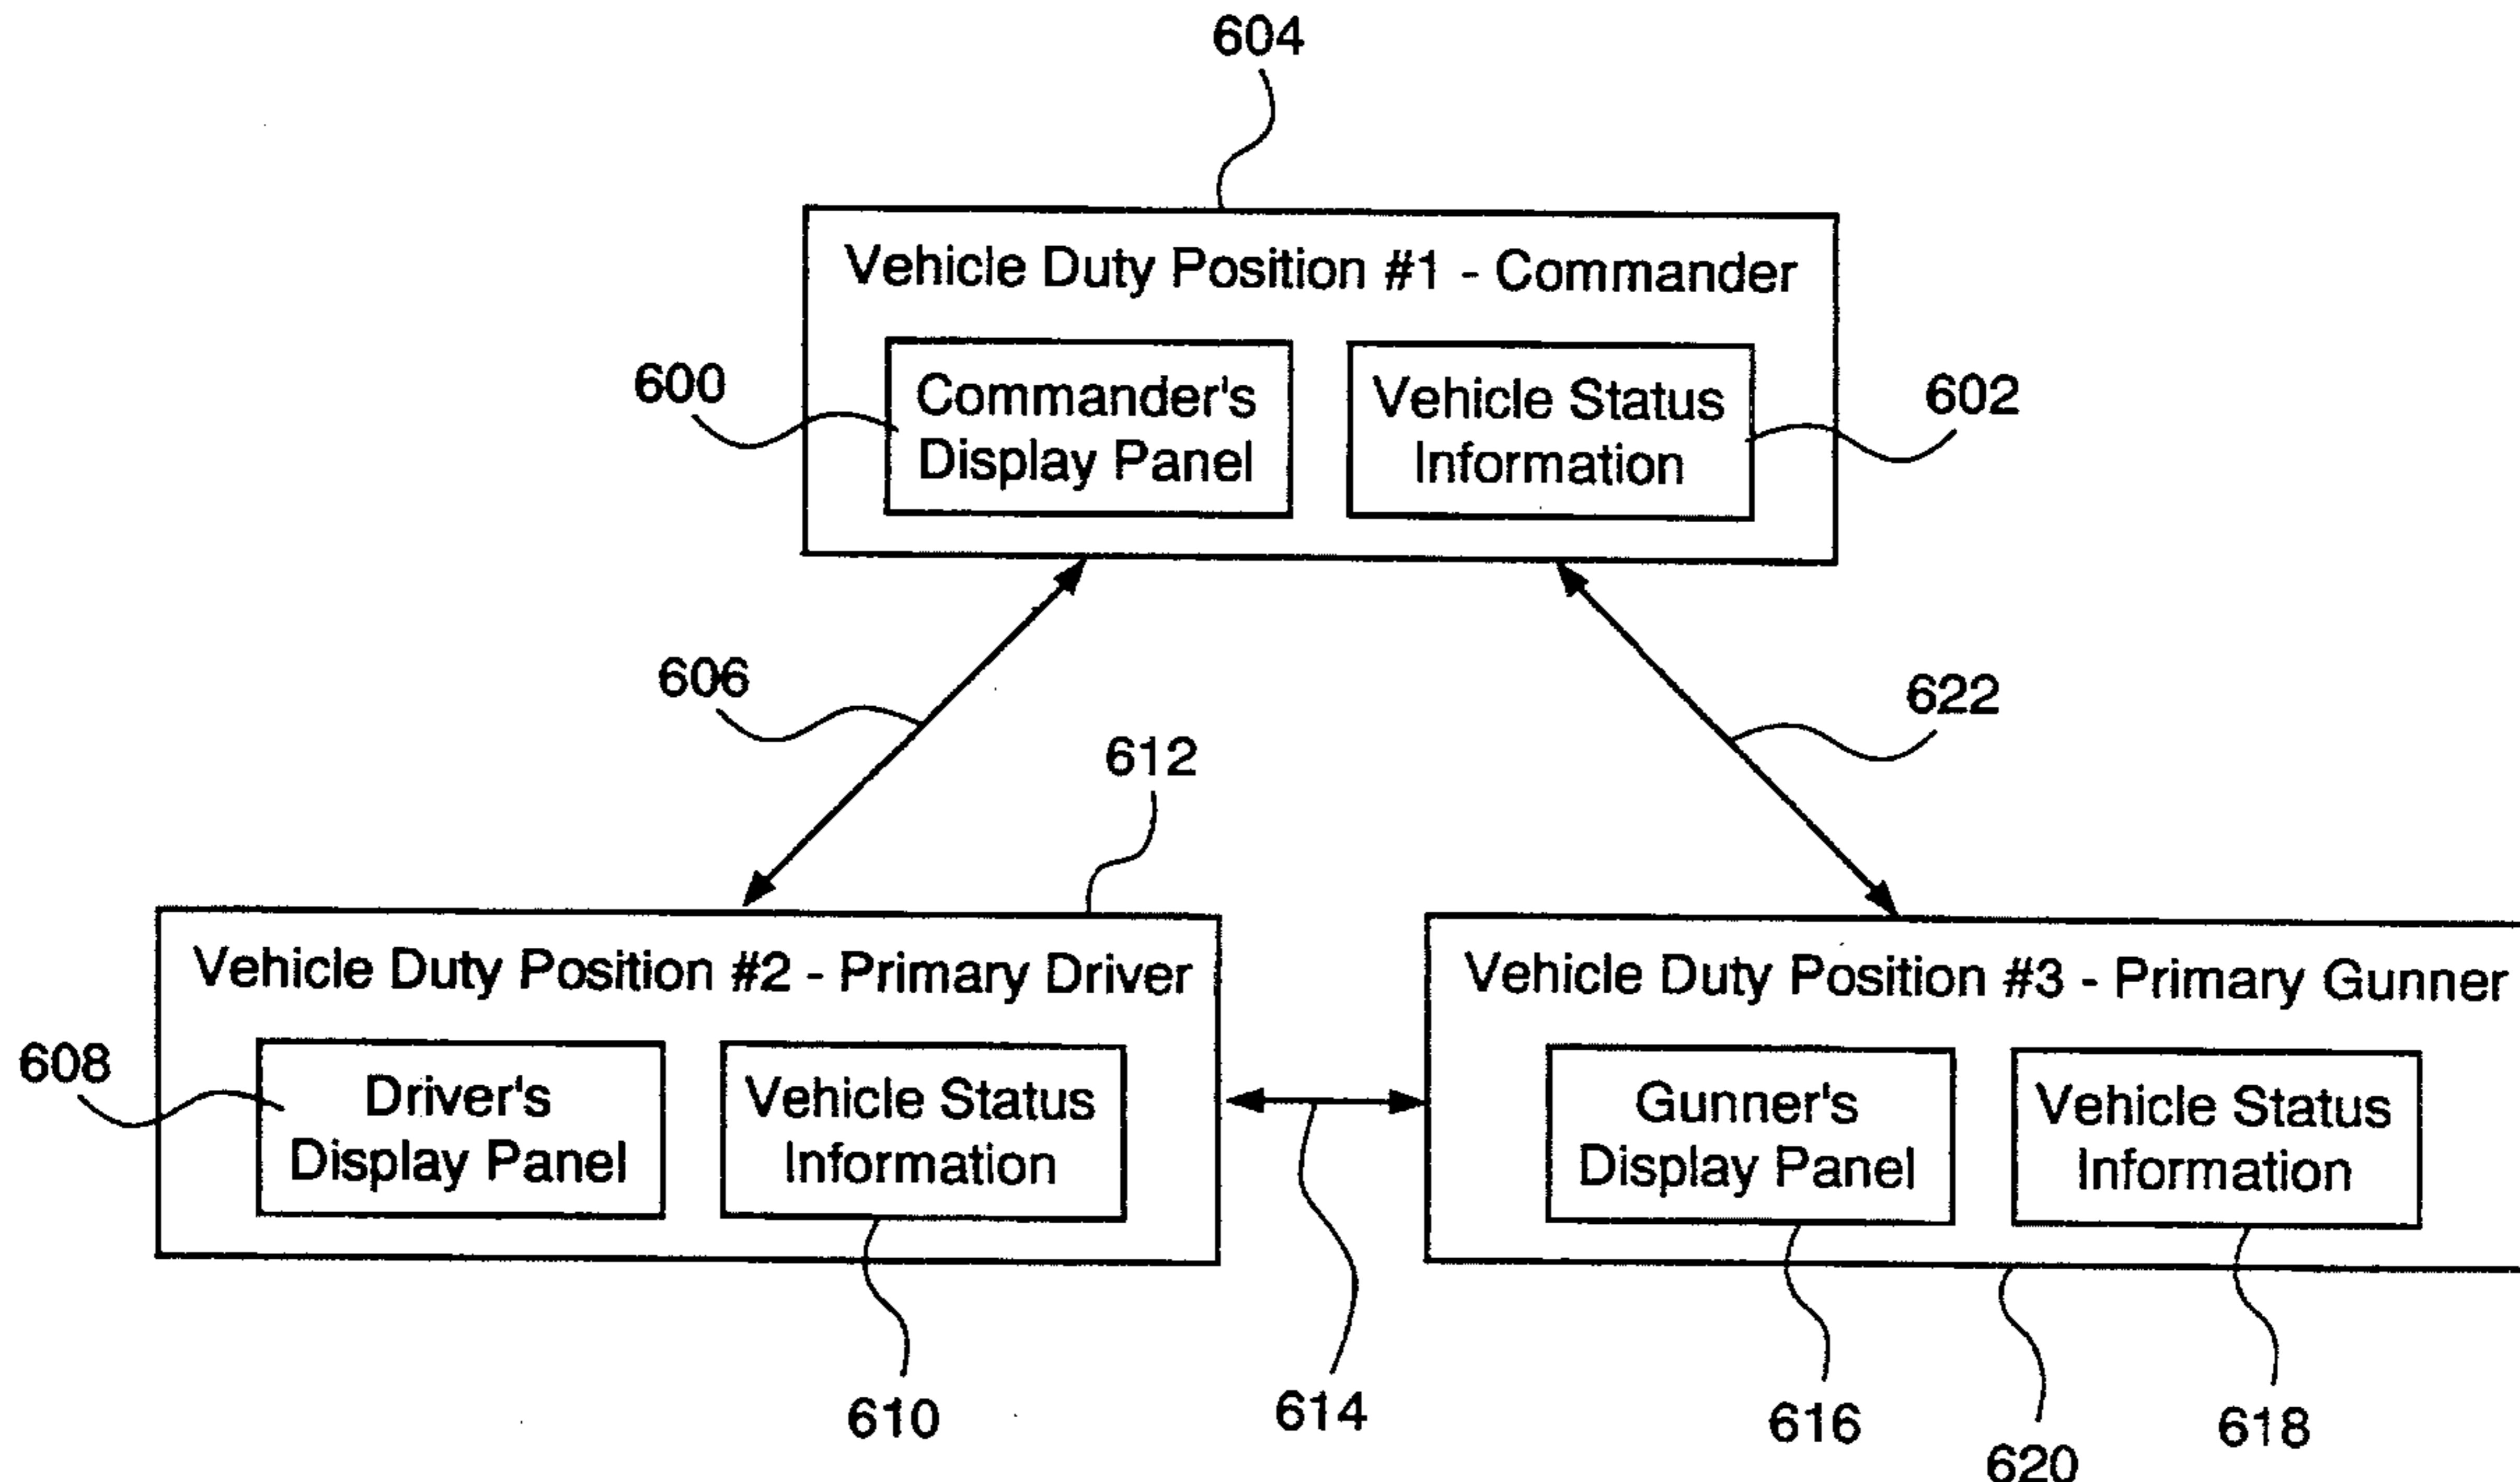 604
Vehicle Duty Position #1 - Commander
600
Commander's
Display Panel
Vehicle Status
Information
602
606
622
612
Vehicle Duty Position #2 - Primary Driver
Vehicle Duty Position #3 - Primary Gunner
608
Driver's
Display Panel
Vehicle Status
Information
Gunner's
Display Panel
Vehicle Status
Information
610
614
616
620
618